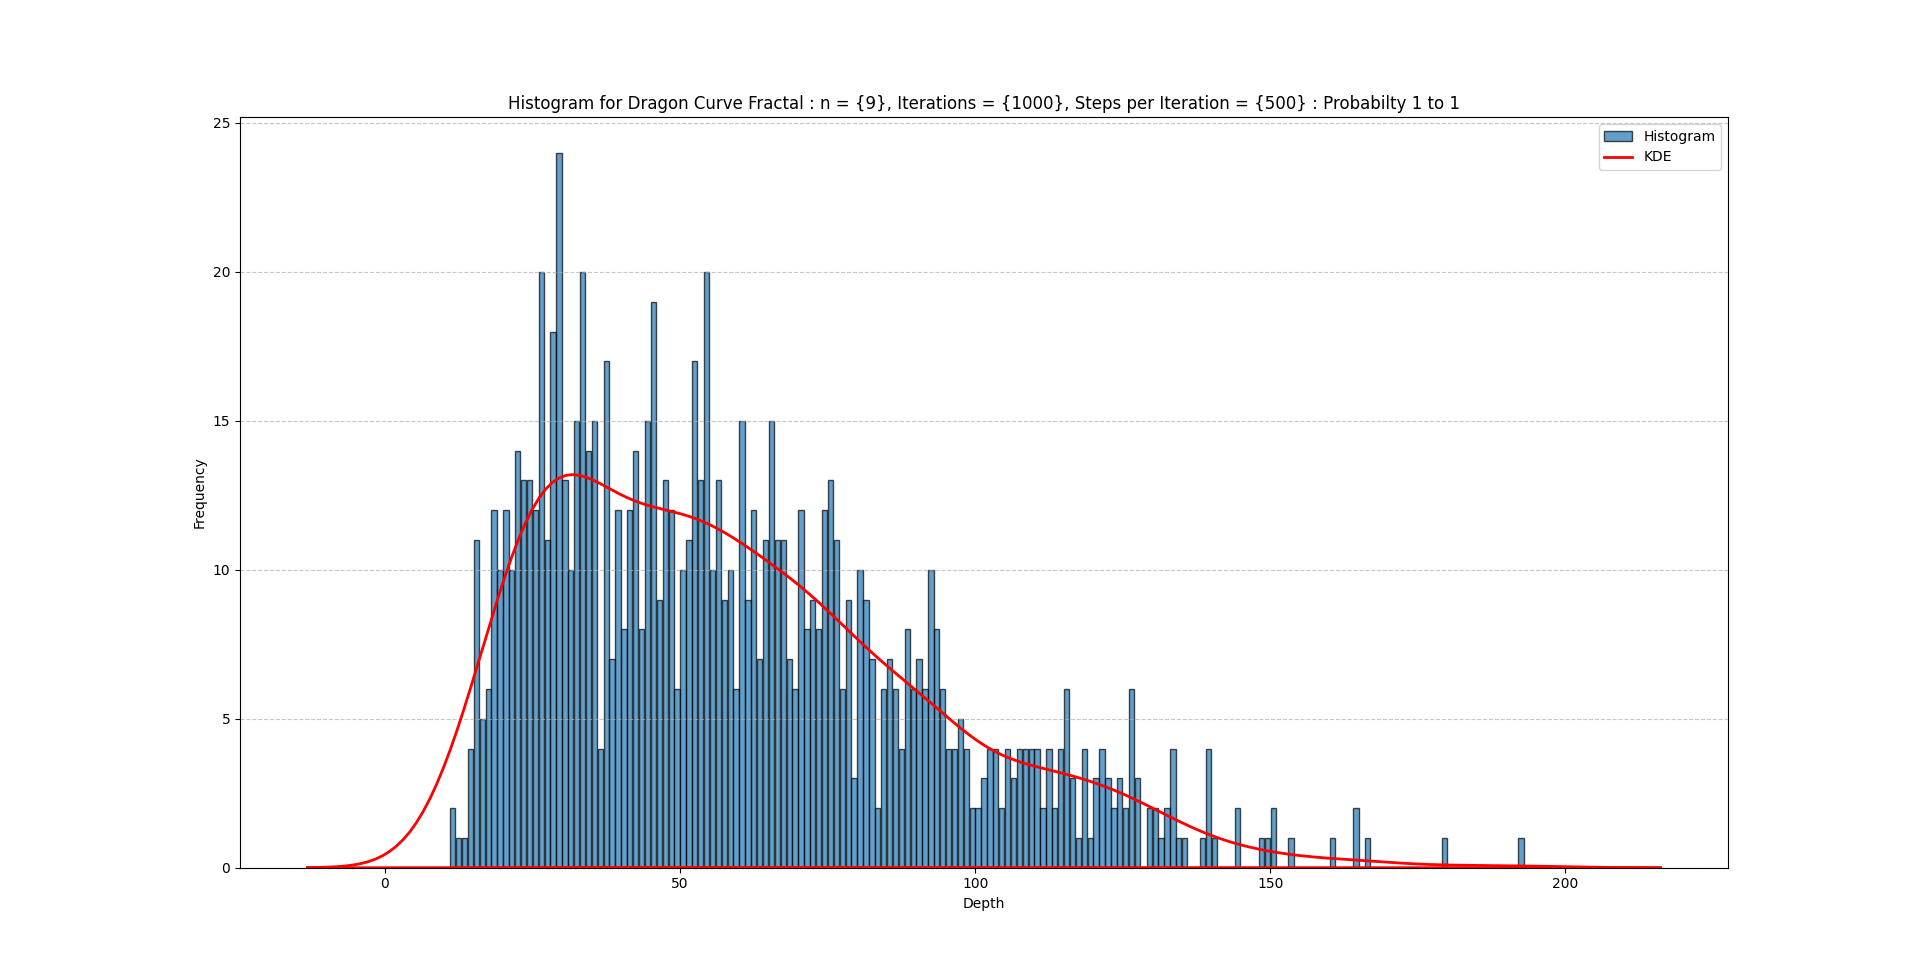 Histogram for Dragon Curve Fractal : n = {9}, Iterations = {1000}, Steps per Iteration = {500} : Probabilty 1 to 1
Histogram
KDE
Frequency
25
20
15
10
5
0
0 50 100 150 200
Depth